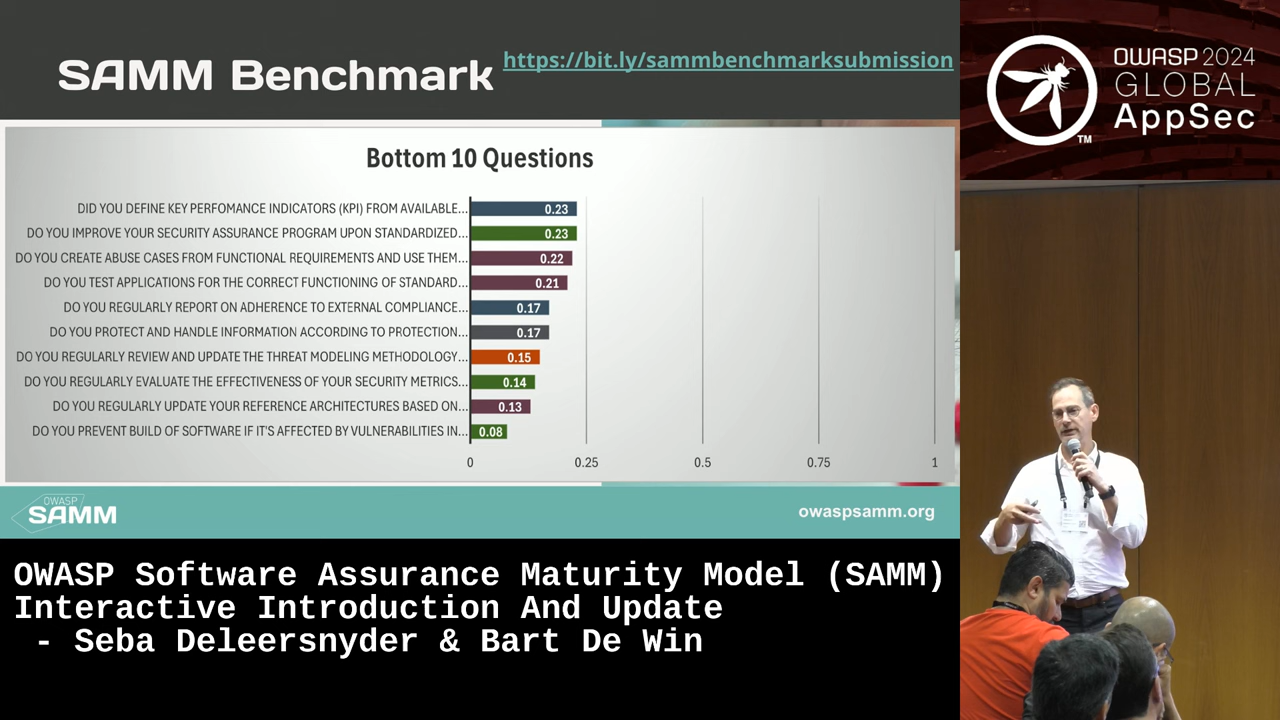 SAMM Benchmark
https://bit.ly/sammbenchmarksubmission
Bottom 10 Questions
DID YOU DEFINE KEY PERFOMANCE INDICATORS (KPI) FROM AVAILABLE... 0.23
DO YOU IMPROVE YOUR SECURITY ASSURANCE PROGRAM UPON STANDARDIZED... 0.23
DO YOU CREATE ABUSE CASES FROM FUNCTIONAL REQUIREMENTS AND USE THEM... 0.22
DO YOU TEST APPLICATIONS FOR THE CORRECT FUNCTIONING OF STANDARD... 0.21
DO YOU REGULARLY REPORT ON ADHERENCE TO EXTERNAL COMPLIANCE... 0.17
DO YOU PROTECT AND HANDLE INFORMATION ACCORDING TO PROTECTION... 0.17
DO YOU REGULARLY REVIEW AND UPDATE THE THREAT MODELING METHODOLOGY... 0.15
DO YOU REGULARLY EVALUATE THE EFFECTIVENESS OF YOUR SECURITY METRICS... 0.14
DO YOU REGULARLY UPDATE YOUR REFERENCE ARCHITECTURES BASED ON... 0.13
DO YOU PREVENT BUILD OF SOFTWARE IF IT'S AFFECTED BY VULNERABILITIES IN... 0.08
0 0.25 0.5 0.75 1
OWASP
SAMM
owaspsamm.org
OWASP Software Assurance Maturity Model (SAMM)
Interactive Introduction And Update
- Seba Deleersnyder & Bart De Win
OWASP 2024
GLOBAL
AppSec
TM